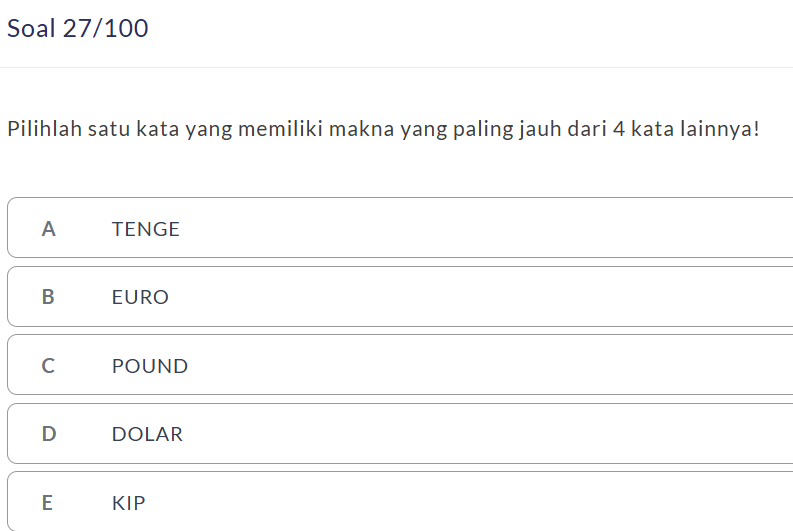 Soal 27/100
Pilihlah satu kata yang memiliki makna yang paling jauh dari 4 kata lainnya!
A TENGE
B EURO
C POUND
D DOLAR
E KIP